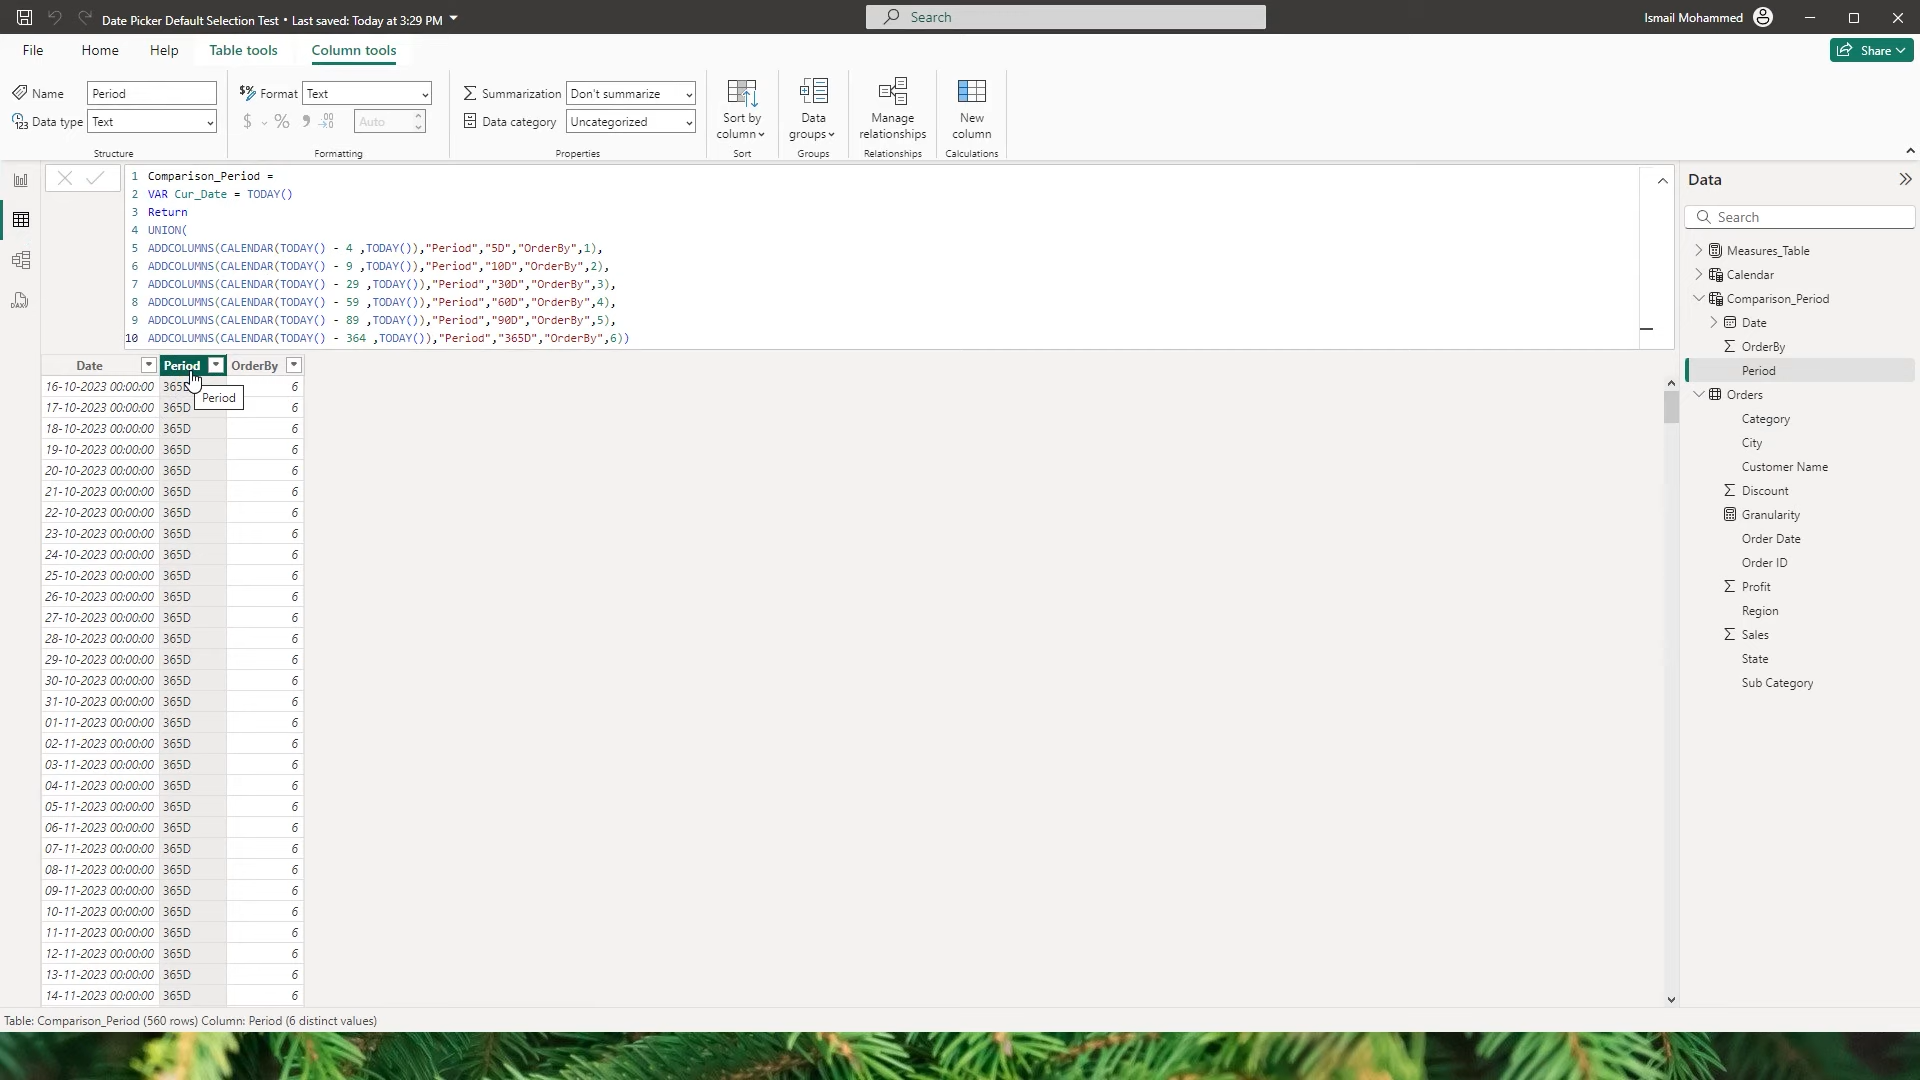 Date Picker Default Selection Test • Last saved: Today at 3:29 PM
Search
Ismail Mohammed
File
Home
Help
Table tools
Column tools
Share
Name
Period
Data type
Text
Structure
Format
Text
$ % 9 .00
Auto
Formatting
Summarization
Don't summarize
Data category
Uncategorized
Properties
Sort by
column
Sort
Data
groups
Groups
Manage
relationships
Relationships
New
column
Calculations
1 Comparison_Period =
2 VAR Cur_Date = TODAY()
3 Return
4 UNION(
5 ADDCOLUMNS(CALENDAR(TODAY() - 4 ,TODAY()),"Period","5D","OrderBy",1),
6 ADDCOLUMNS(CALENDAR(TODAY() - 9 ,TODAY()),"Period","10D","OrderBy",2),
7 ADDCOLUMNS(CALENDAR(TODAY() - 29 ,TODAY()),"Period","30D","OrderBy",3),
8 ADDCOLUMNS(CALENDAR(TODAY() - 59 ,TODAY()),"Period","60D","OrderBy",4),
9 ADDCOLUMNS(CALENDAR(TODAY() - 89 ,TODAY()),"Period","90D","OrderBy",5),
10 ADDCOLUMNS(CALENDAR(TODAY() - 364 ,TODAY()),"Period","365D","OrderBy",6))
Date Period OrderBy
16-10-2023 00:00:00 365D 6
Period
17-10-2023 00:00:00 365D 6
18-10-2023 00:00:00 365D 6
19-10-2023 00:00:00 365D 6
20-10-2023 00:00:00 365D 6
21-10-2023 00:00:00 365D 6
22-10-2023 00:00:00 365D 6
23-10-2023 00:00:00 365D 6
24-10-2023 00:00:00 365D 6
25-10-2023 00:00:00 365D 6
26-10-2023 00:00:00 365D 6
27-10-2023 00:00:00 365D 6
28-10-2023 00:00:00 365D 6
29-10-2023 00:00:00 365D 6
30-10-2023 00:00:00 365D 6
31-10-2023 00:00:00 365D 6
01-11-2023 00:00:00 365D 6
02-11-2023 00:00:00 365D 6
03-11-2023 00:00:00 365D 6
04-11-2023 00:00:00 365D 6
05-11-2023 00:00:00 365D 6
06-11-2023 00:00:00 365D 6
07-11-2023 00:00:00 365D 6
08-11-2023 00:00:00 365D 6
09-11-2023 00:00:00 365D 6
10-11-2023 00:00:00 365D 6
11-11-2023 00:00:00 365D 6
12-11-2023 00:00:00 365D 6
13-11-2023 00:00:00 365D 6
14-11-2023 00:00:00 365D 6
Table: Comparison_Period (560 rows) Column: Period (6 distinct values)
Data
Search
Measures_Table
Calendar
Comparison_Period
Date
OrderBy
Period
Orders
Category
City
Customer Name
Discount
Granularity
Order Date
Order ID
Profit
Region
Sales
State
Sub Category